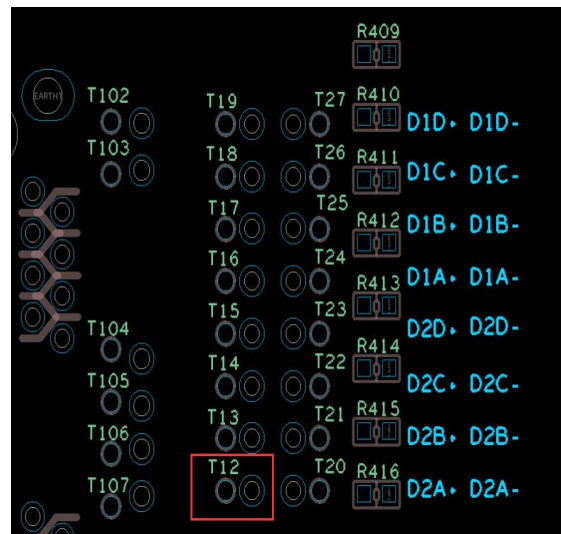 R409
EARTH1
T102 T19 T27 R410
D1D+ D1D-
T103 T18 T26 R411
D1C+ D1C-
T17 T25 R412
D1B+ D1B-
T16 T24 R413
D1A+ D1A-
T104 T15 T23
D2D+ D2D-
T105 T14 T22 R414
D2C+ D2C-
T106 T13 T21 R415
D2B+ D2B-
T107 T12 T20 R416
D2A+ D2A-